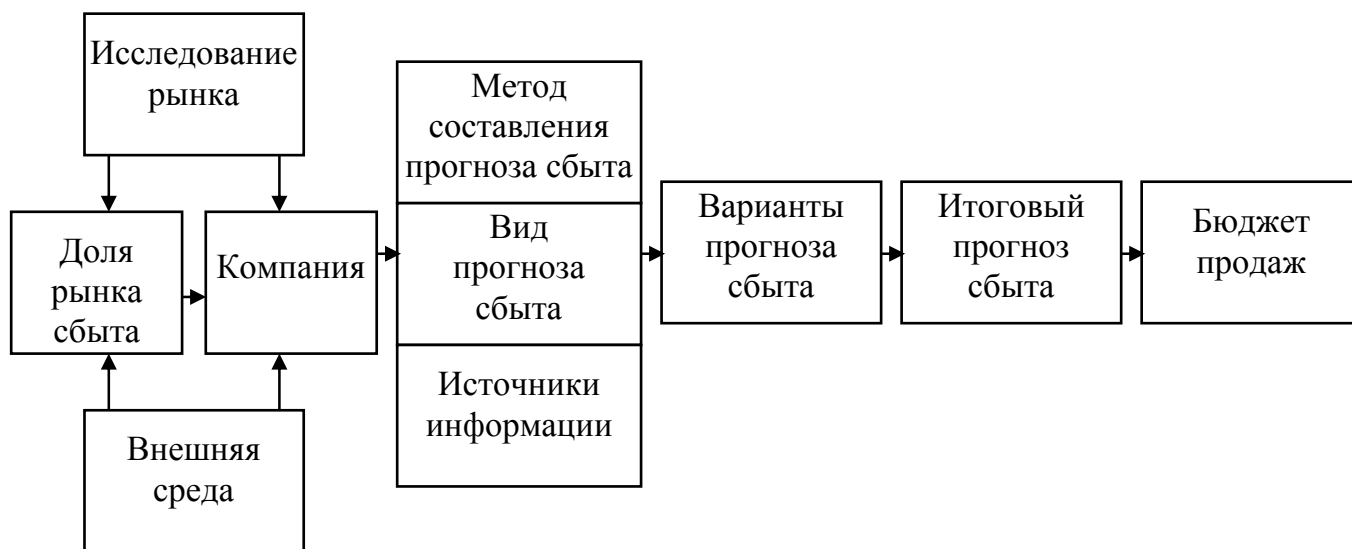 Исследование
рынка
Доля
рынка
сбыта
Компания
Внешняя
среда
Метод
составления
прогноза сбыта
Вид
прогноза
сбыта
Источники
информации
Варианты
прогноза
сбыта
Итоговый
прогноз
сбыта
Бюджет
продаж